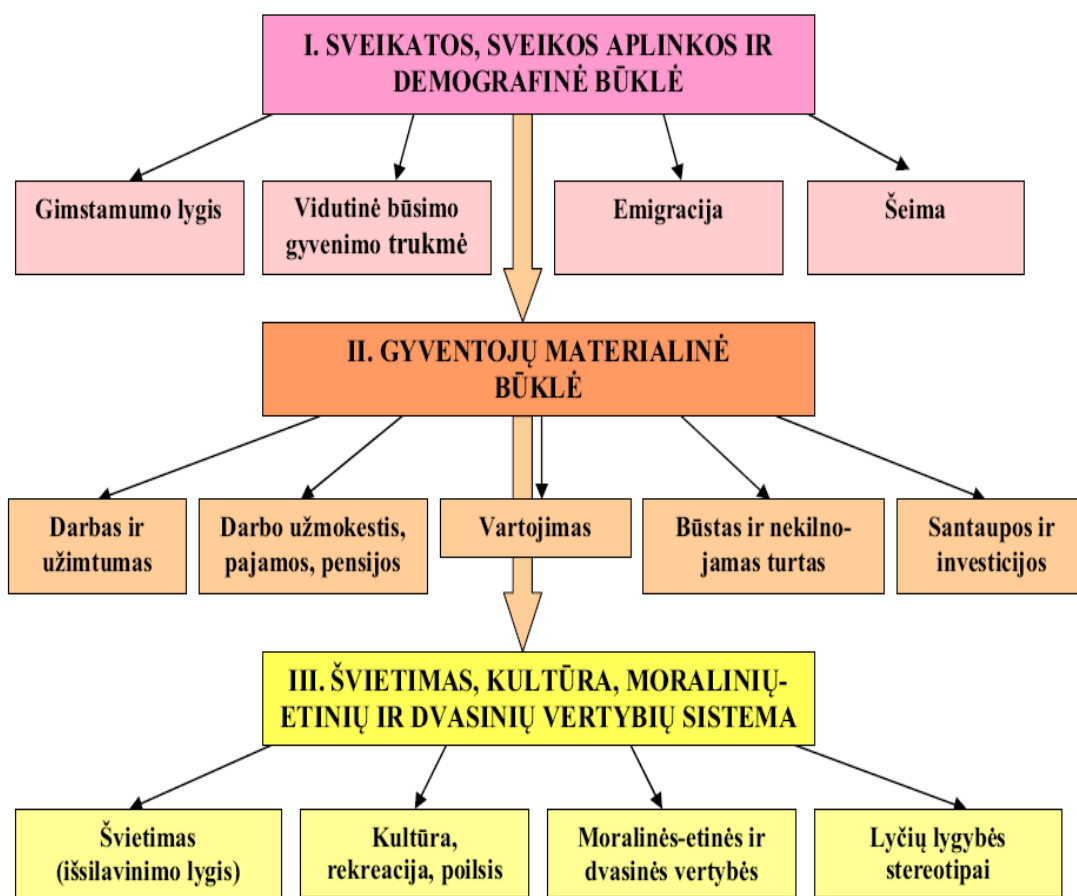 I. SVEIKATOS, SVEIKOS APLINKOS IR
DEMOGRAFINĖ BŪKLĖ
Gimstamumo lygis
Vidutinė būsimo
gyvenimo trukmė
Emigracija
Šeima
II. GYVENTOJŲ MATERIALINĖ
BŪKLĖ
Darbas ir
užimtumas
Darbo užmokestis,
pajamos, pensijos
Vartojimas
Būstas ir nekilno-
jamas turtas
Santaupos ir
investicijos
III. ŠVIETIMAS, KULTŪRA, MORALINIŲ-
ETINIŲ IR DVASINIŲ VERTYBIŲ SISTEMA
Švietimas
(išsilavinimo lygis)
Kultūra,
rekreacija, poilsis
Moralinės-etinės ir
dvasinės vertybės
Lyčių lygybės
stereotipai